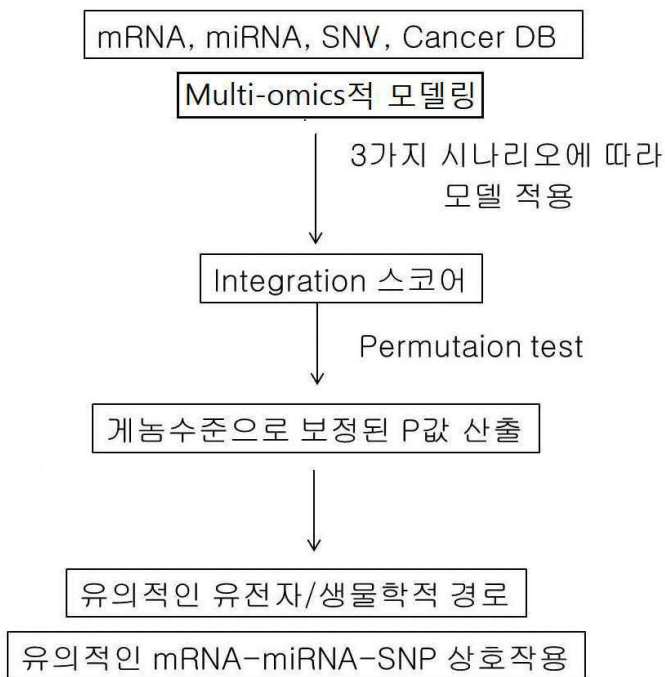 mRNA, miRNA, SNV, Cancer DB
Multi-omics적 모델링
3가지 시나리오에 따라
모델 적용
Integration 스코어
Permutaion test
게놈수준으로 보정된 P값 산출
유의적인 유전자/생물학적 경로
유의적인 mRNA-miRNA-SNP 상호작용